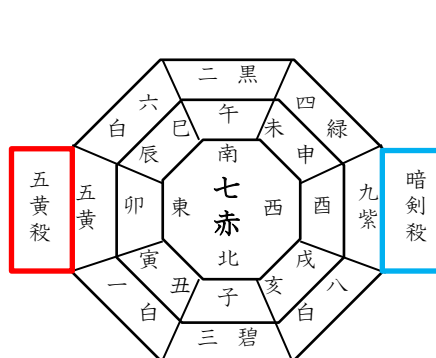 二 黒
六 白
四 緑
午
巳
未
辰
申
南
五黄殺
五黄
卯
東
七赤
西
酉
九紫
暗剣殺
北
寅
戌
丑
亥
子
一 白
八 白
三 碧